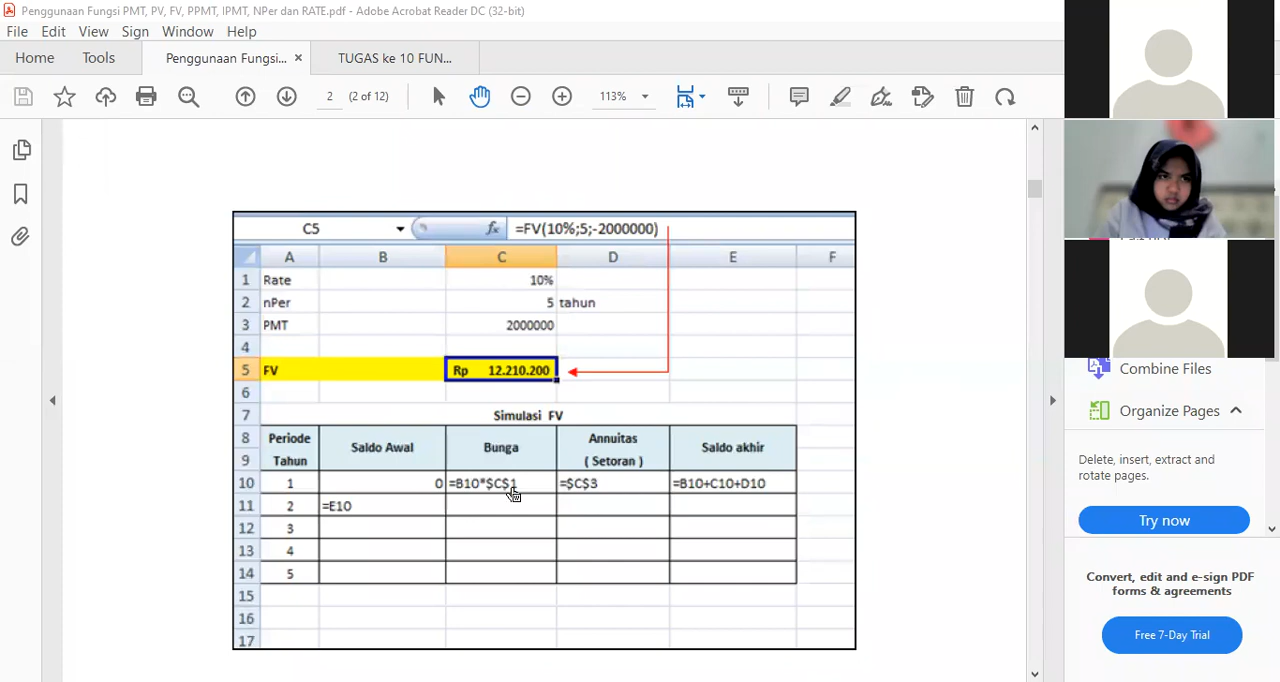 Penggunaan Fungsi PMT, PV, FV, PPMT, IPMT, NPer dan RATE.pdf - Adobe Acrobat Reader DC (32-bit)
File Edit View Sign Window Help
Home Tools Penggunaan Fungsi... × TUGAS ke 10 FUN...
2 (2 of 12) 113%
C5 fx =FV(10%;5;-2000000)
A B C D E F
1 Rate 10%
2 nPer 5 tahun
3 PMT 2000000
4
5 FV Rp 12.210.200
6
7 Simulasi FV
8 Periode Saldo Awal Bunga Annuitas Saldo akhir
9 Tahun ( Setoran )
10 1 0 =B10*$C$1 =$C$3 =B10+C10+D10
11 2 =E10
12 3
13 4
14 5
15
16
17
Combine Files
Organize Pages
Delete, insert, extract and
rotate pages.
Try now
Convert, edit and e-sign PDF
forms & agreements
Free 7-Day Trial